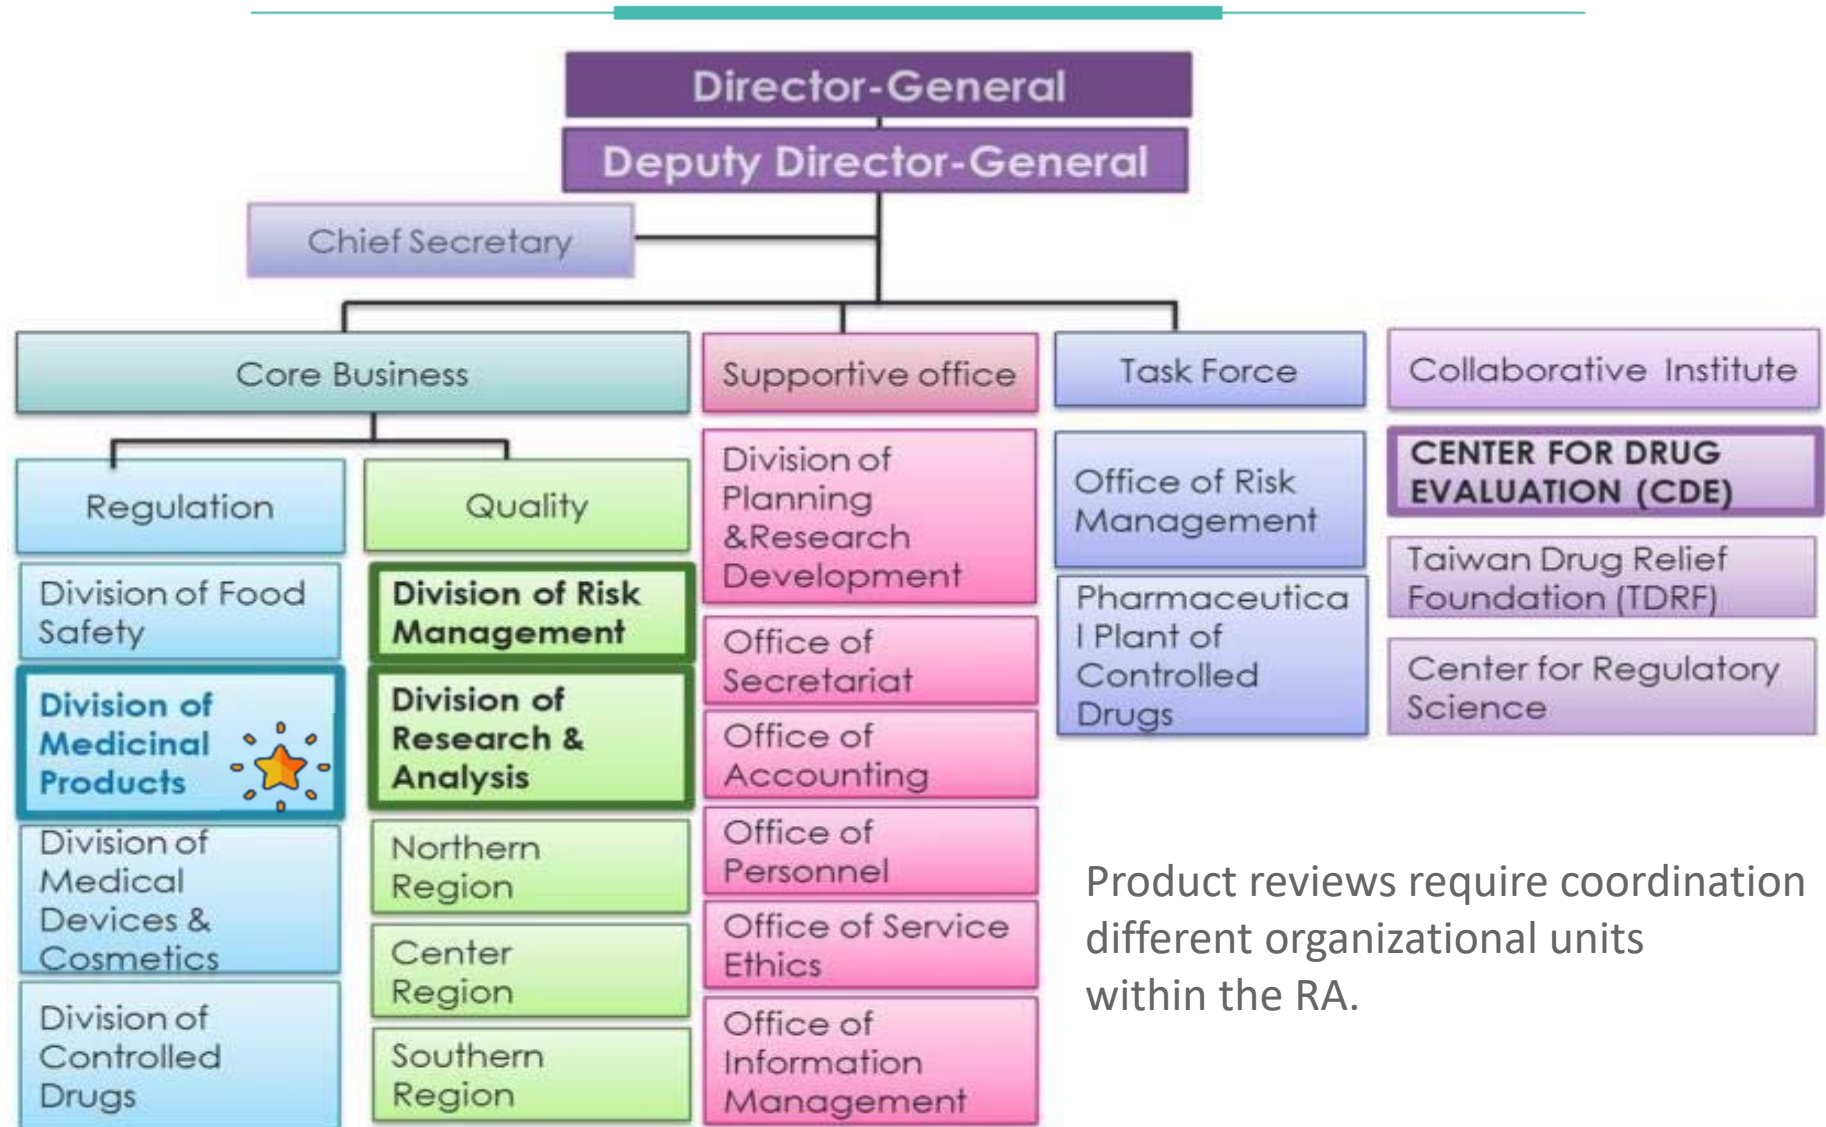 Director-General
Deputy Director-General
Chief Secretary
Core Business
Supportive office
Task Force
Collaborative Institute
Regulation
Division of Food
Safety
Division of
Medicinal
Products
Division of
Medical
Devices &
Cosmetics
Division of
Controlled
Drugs
Quality
Division of Risk
Management
Division of
Research &
Analysis
Northern
Region
Center
Region
Southern
Region
Division of
Planning
&Research
Development
Office of
Secretariat
Office of
Accounting
Office of
Personnel
Office of Service
Ethics
Office of
Information
Management
Office of Risk
Management
Pharmaceutica
l Plant of
Controlled
Drugs
CENTER FOR DRUG
EVALUATION (CDE)
Taiwan Drug Relief
Foundation (TDRF)
Center for Regulatory
Science
Product reviews require coordination
different organizational units
within the RA.